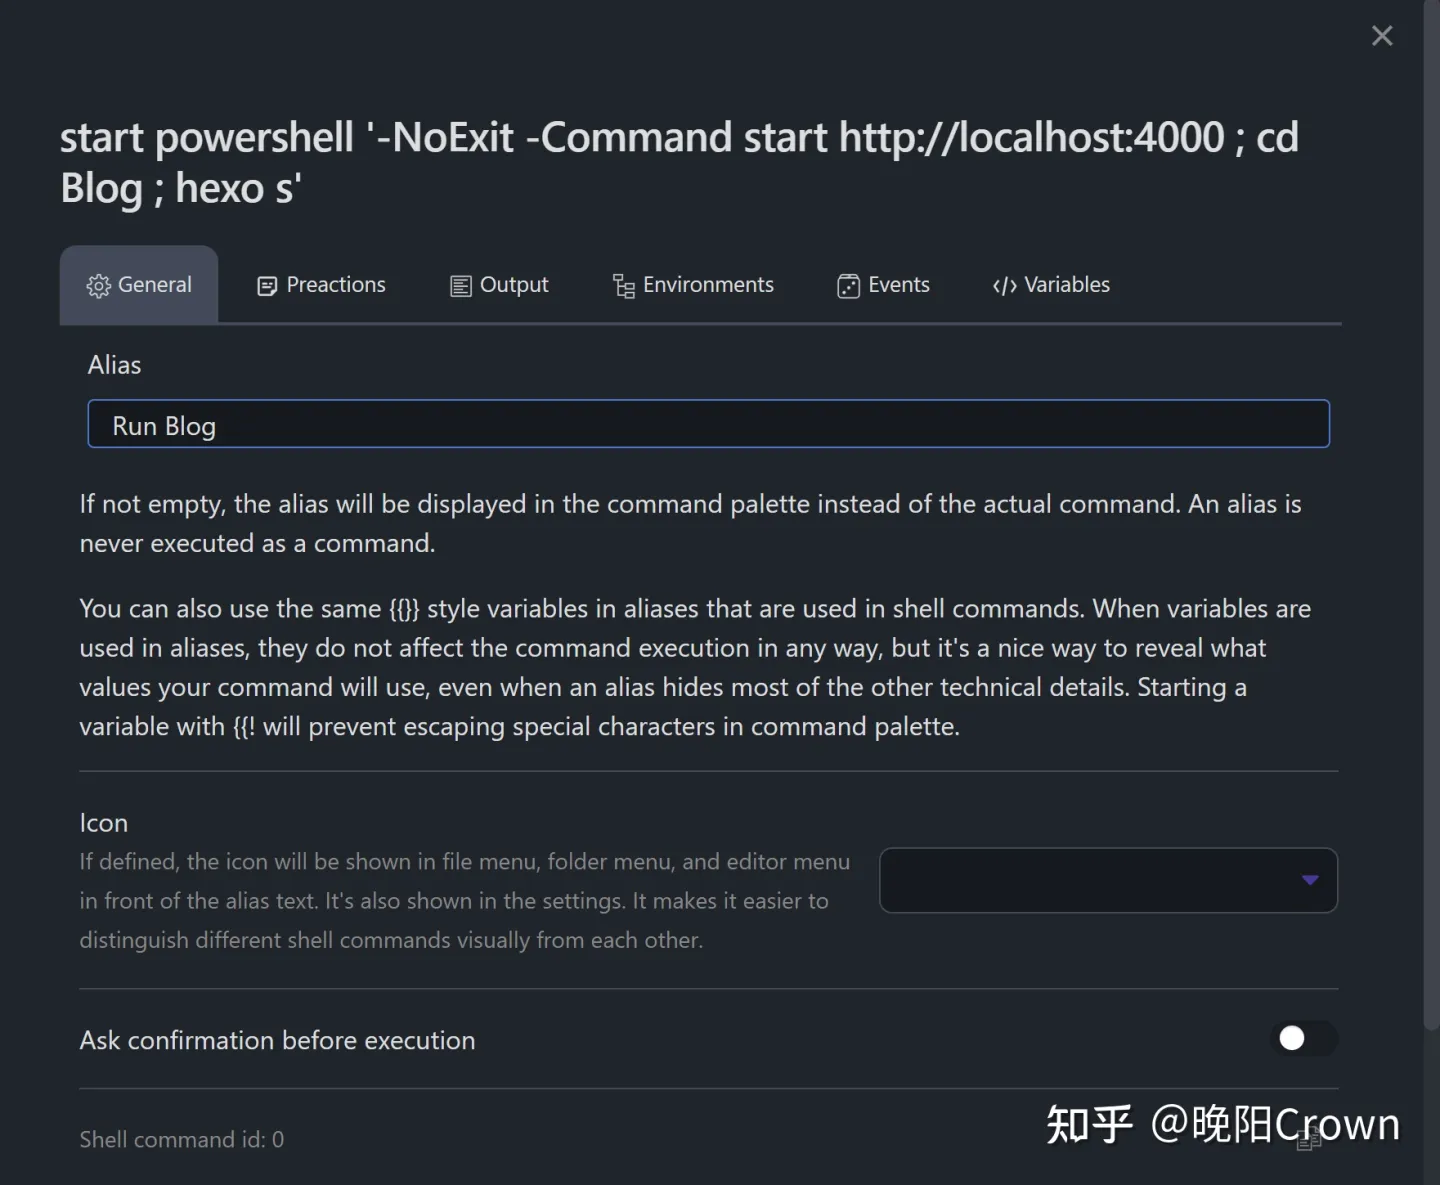 start powershell '-NoExit -Command start http://localhost:4000 ; cd
Blog ; hexo s'
General Preactions Output Environments Events Variables
Alias
Run Blog
If not empty, the alias will be displayed in the command palette instead of the actual command. An alias is
never executed as a command.
You can also use the same {{}} style variables in aliases that are used in shell commands. When variables are
used in aliases, they do not affect the command execution in any way, but it's a nice way to reveal what
values your command will use, even when an alias hides most of the other technical details. Starting a
variable with {{! will prevent escaping special characters in command palette.
Icon
If defined, the icon will be shown in file menu, folder menu, and editor menu
in front of the alias text. It's also shown in the settings. It makes it easier to
distinguish different shell commands visually from each other.
Ask confirmation before execution
Shell command id: 0
知乎 @晚阳Crown